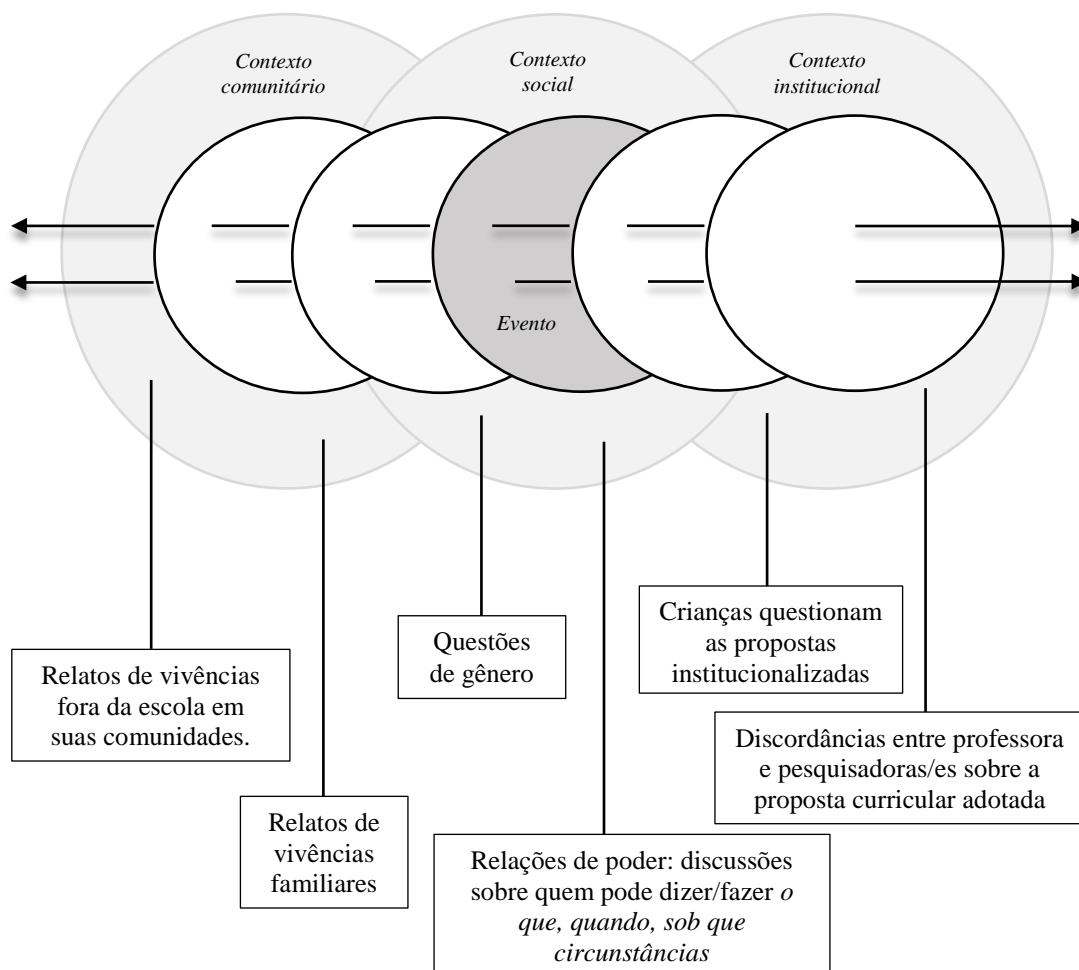 Contexto
comunitário
Contexto
social
Contexto
institucional
Evento
Relatos de vivências
fora da escola em
suas comunidades.
Relatos de
vivências
familiares
Questões
de gênero
Relações de poder: discussões
sobre quem pode dizer/fazer o
que, quando, sob que
circunstâncias
Crianças questionam
as propostas
institucionalizadas
Discordâncias entre professora
e pesquisadoras/es sobre a
proposta curricular adotada